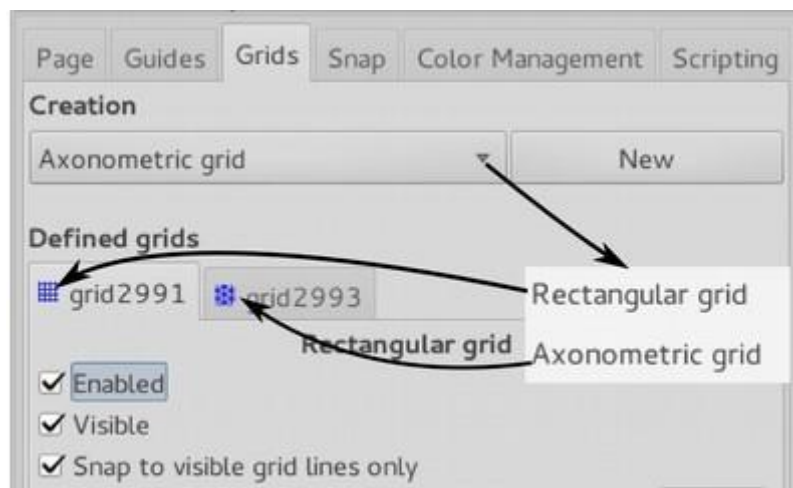 Page Guides Grids Snap Color Management Scripting
Creation
Axonometric grid New
Defined grids
grid2991 grid2993
Rectangular grid
Rectangular grid
Axonometric grid
Enabled
Visible
Snap to visible grid lines only